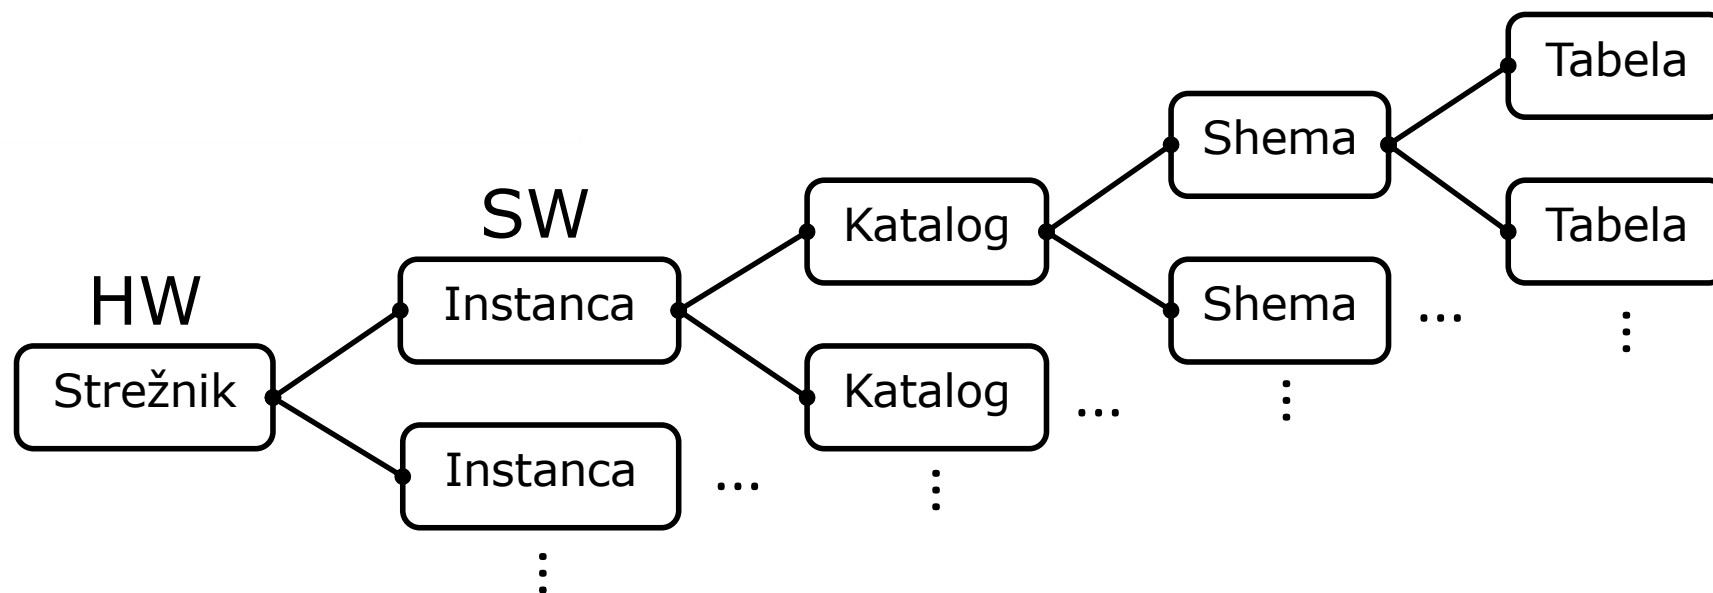 HW
Strežnik
SW
Instanca
Instanca
...
Katalog
Katalog
...
Shema
Shema
...
Tabela
Tabela